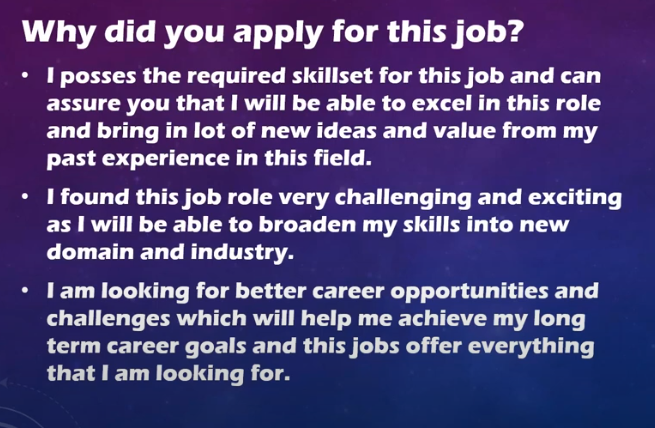 Why did you apply for this job?
• I posses the required skillset for this job and can
assure you that I will be able to excel in this role
and bring in lot of new ideas and value from my
past experience in this field.
• I found this job role very challenging and exciting
as I will be able to broaden my skills into new
domain and industry.
• I am looking for better career opportunities and
challenges which will help me achieve my long
term career goals and this jobs offer everything
that I am looking for.